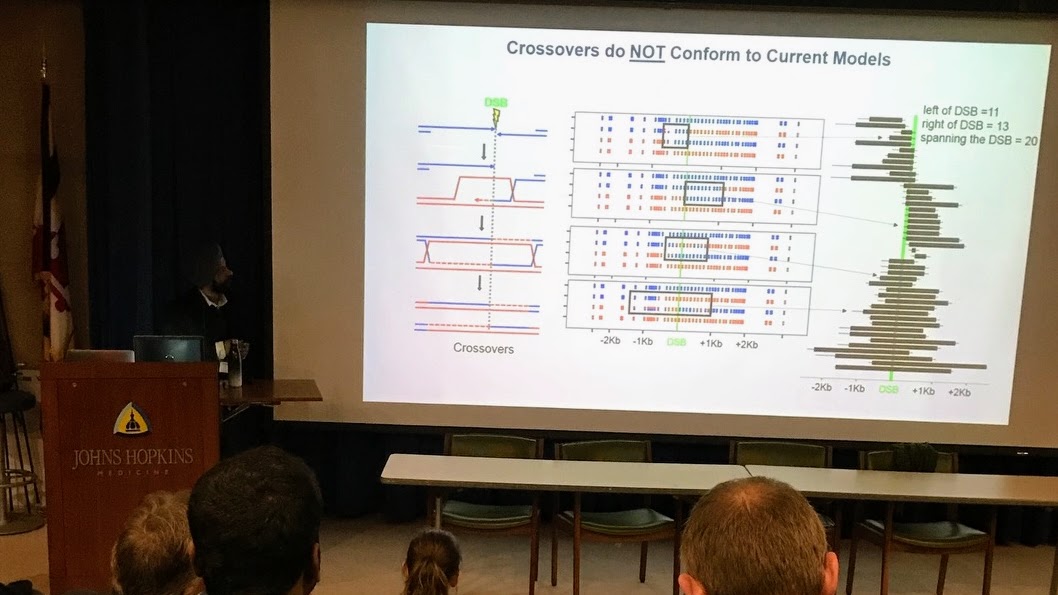 Crossovers do NOT Conform to Current Models
DSB
left of DSB =11
right of DSB = 13
spanning the DSB = 20
-2Kb -1Kb DSB +1Kb +2Kb
Crossovers
-2Kb -1Kb DSB +1Kb +2Kb
JOHNS HOPKINS
MEDICINE